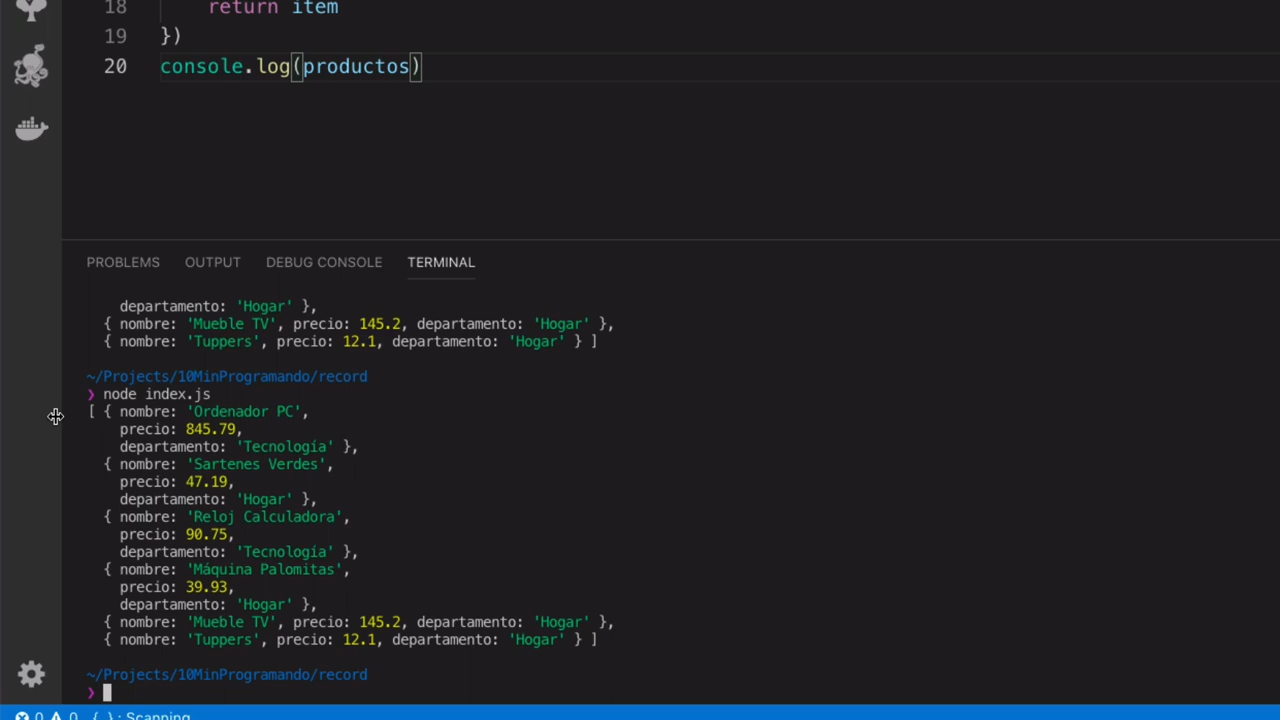 18 return item
19 })
20 console.log(productos)
PROBLEMS OUTPUT DEBUG CONSOLE TERMINAL
departamento: 'Hogar' },
{ nombre: 'Mueble TV', precio: 145.2, departamento: 'Hogar' },
{ nombre: 'Tuppers', precio: 12.1, departamento: 'Hogar' } ]
~/Projects/10MinProgramando/record
❯ node index.js
[ { nombre: 'Ordenador PC',
precio: 845.79,
departamento: 'Tecnología' },
{ nombre: 'Sartenes Verdes',
precio: 47.19,
departamento: 'Hogar' },
{ nombre: 'Reloj Calculadora',
precio: 90.75,
departamento: 'Tecnología' },
{ nombre: 'Máquina Palomitas',
precio: 39.93,
departamento: 'Hogar' },
{ nombre: 'Mueble TV', precio: 145.2, departamento: 'Hogar' },
{ nombre: 'Tuppers', precio: 12.1, departamento: 'Hogar' } ]
~/Projects/10MinProgramando/record
❯
0 0 { } : Scanning